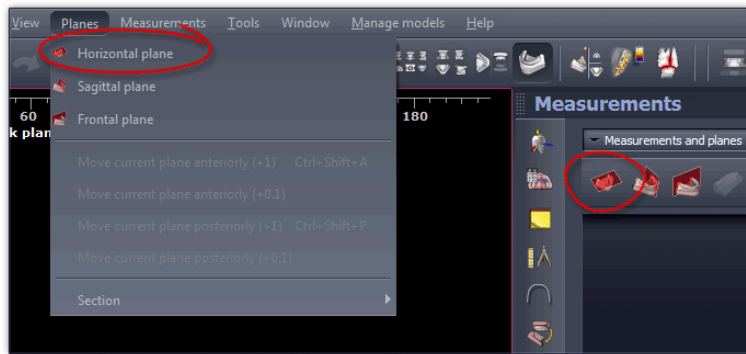 View Planes Measurements Tools Window Manage models Help
Horizontal plane
Sagittal plane
Frontal plane
60
180
k plan
Measurements
Measurements and planes
Move current plane anteriorly (+1) Ctrl+Shift+A
Move current plane anteriorly (+0.1)
Move current plane posteriorly (+1) Ctrl+Shift+P
Move current plane posteriorly (+0.1)
Section